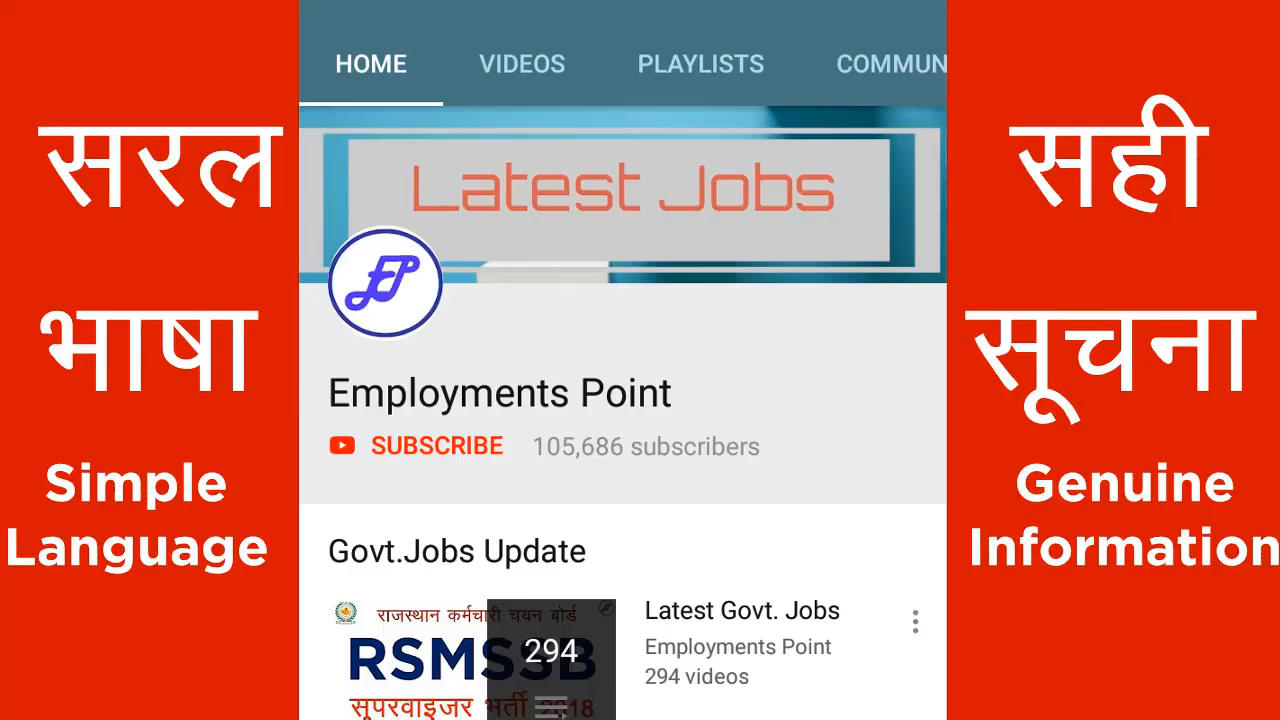 सरल
भाषा
Simple
Language
HOME VIDEOS PLAYLISTS COMMUN
Latest Jobs
EP
Employments Point
SUBSCRIBE 105,686 subscribers
Govt.Jobs Update
राजस्थान कर्मचारी चयन बोर्ड
RSMSSB
सुपरवाइजर भर्ती 2018
294
Latest Govt. Jobs
Employments Point
294 videos
सही
सूचना
Genuine
Information